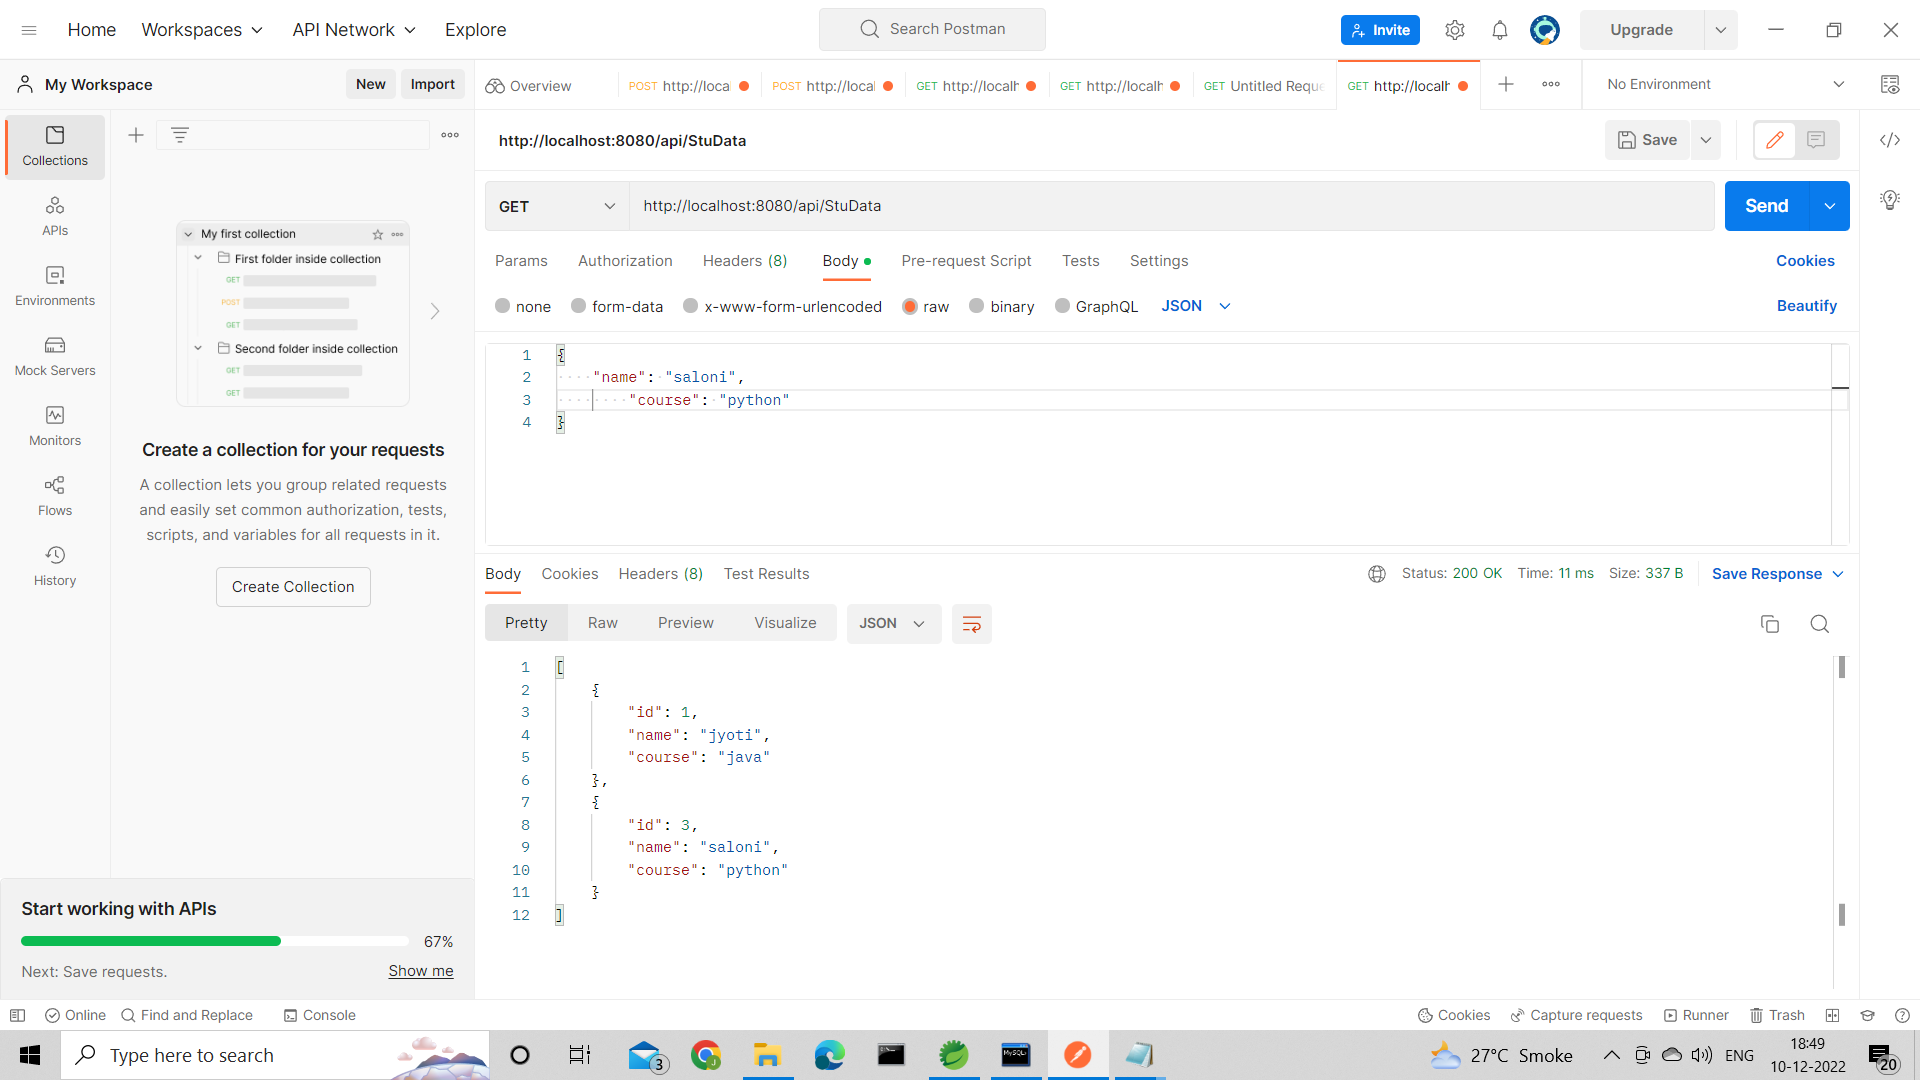 Home
Workspaces
API Network
Explore
Search Postman
Invite
Upgrade
My Workspace
New
Import
Overview
POST http://loca
POST http://local
GET http://localh
GET http://localh
GET Untitled Reque
GET http://localh
No Environment
Collections
APIs
Environments
Mock Servers
Monitors
Flows
History
My first collection
First folder inside collection
GET
POST
GET
Second folder inside collection
GET
GET
Create a collection for your requests
A collection lets you group related requests
and easily set common authorization, tests,
scripts, and variables for all requests in it.
Create Collection
Start working with APIs
67%
Next: Save requests.
Show me
http://localhost:8080/api/StuData
Save
GET
http://localhost:8080/api/StuData
Send
Params
Authorization
Headers (8)
Body
Pre-request Script
Tests
Settings
Cookies
none
form-data
x-www-form-urlencoded
raw
binary
GraphQL
JSON
Beautify
1 {
2 "name": "saloni",
3 "course": "python"
4 }
Body
Cookies
Headers (8)
Test Results
Status: 200 OK
Time: 11 ms
Size: 337 B
Save Response
Pretty
Raw
Preview
Visualize
JSON
1 [
2 {
3 "id": 1,
4 "name": "jyoti",
5 "course": "java"
6 },
7 {
8 "id": 3,
9 "name": "saloni",
10 "course": "python"
11 }
12 ]
Online
Find and Replace
Console
Cookies
Capture requests
Runner
Trash
Type here to search
3
MySQL
27°C Smoke
ENG
18:49
10-12-2022
20